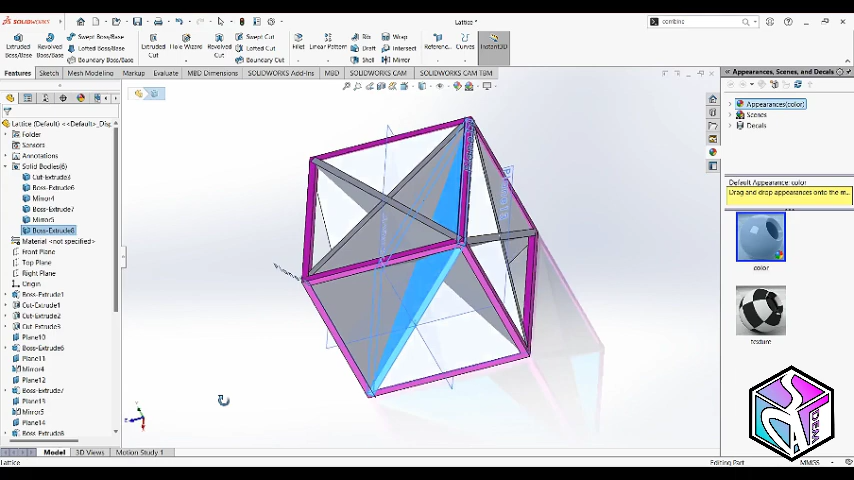 SOLIDWORKS
Lattice *
combine
Extruded Boss/Base
Revolved Boss/Base
Swept Boss/Base
Lofted Boss/Base
Boundary Boss/Base
Extruded Cut
Hole Wizard
Revolved Cut
Swept Cut
Lofted Cut
Boundary Cut
Fillet
Linear Pattern
Rib
Draft
Shell
Wrap
Intersect
Mirror
Referenc...
Curves
Instant3D
Features
Sketch
Mesh Modeling
Markup
Evaluate
MBD Dimensions
SOLIDWORKS Add-Ins
MBD
SOLIDWORKS CAM
SOLIDWORKS CAM TBM
Lattice (Default) <<Default>_Disp
Folder
Sensors
Annotations
Solid Bodies(6)
Cut-Extrude3
Boss-Extrude6
Mirror4
Boss-Extrude7
Mirror5
Boss-Extrude8
Material <not specified>
Front Plane
Top Plane
Right Plane
Origin
Boss-Extrude1
Cut-Extrude1
Cut-Extrude2
Cut-Extrude3
Plane10
Boss-Extrude6
Plane11
Mirror4
Plane12
Boss-Extrude7
Plane13
Mirror5
Plane14
Boss-Extrude8
Appearances, Scenes, and Decals
Appearances(color)
Scenes
Decals
Default Appearance: color
Drag and drop appearances onto the m...
color
texture
Model
3D Views
Motion Study 1
Lattice
Editing Part
MMGS